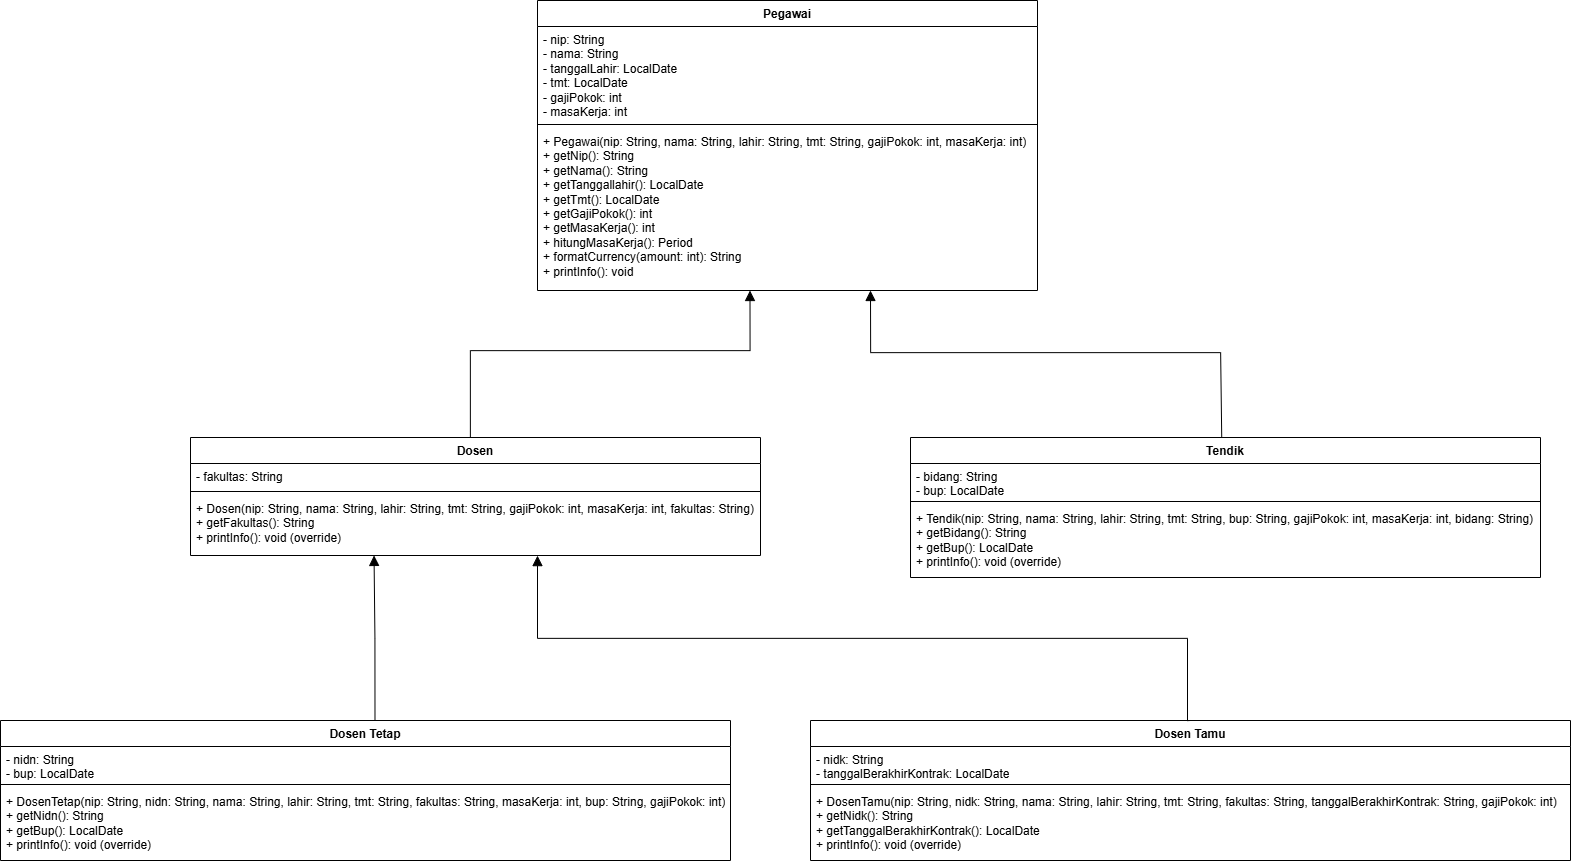 Pegawai
- nip: String
- nama: String
- tanggalLahir: LocalDate
- tmt: LocalDate
- gajiPokok: int
- masaKerja: int
+ Pegawai(nip: String, nama: String, lahir: String, tmt: String, gajiPokok: int, masaKerja: int)
+ getNip(): String
+ getNama(): String
+ getTanggallahir(): LocalDate
+ getTmt(): LocalDate
+ getGajiPokok(): int
+ getMasaKerja(): int
+ hitungMasaKerja(): Period
+ formatCurrency(amount: int): String
+ printInfo(): void
Dosen
- fakultas: String
+ Dosen(nip: String, nama: String, lahir: String, tmt: String, gajiPokok: int, masaKerja: int, fakultas: String)
+ getFakultas(): String
+ printInfo(): void (override)
Tendik
- bidang: String
- bup: LocalDate
+ Tendik(nip: String, nama: String, lahir: String, tmt: String, bup: String, gajiPokok: int, masaKerja: int, bidang: String)
+ getBidang(): String
+ getBup(): LocalDate
+ printInfo(): void (override)
Dosen Tetap
- nidn: String
- bup: LocalDate
+ DosenTetap(nip: String, nidn: String, nama: String, lahir: String, tmt: String, fakultas: String, masaKerja: int, bup: String, gajiPokok: int)
+ getNidn(): String
+ getBup(): LocalDate
+ printInfo(): void (override)
Dosen Tamu
- nidk: String
- tanggalBerakhirKontrak: LocalDate
+ DosenTamu(nip: String, nidk: String, nama: String, lahir: String, tmt: String, fakultas: String, tanggalBerakhirKontrak: String, gajiPokok: int)
+ getNidk(): String
+ getTanggalBerakhirKontrak(): LocalDate
+ printInfo(): void (override)